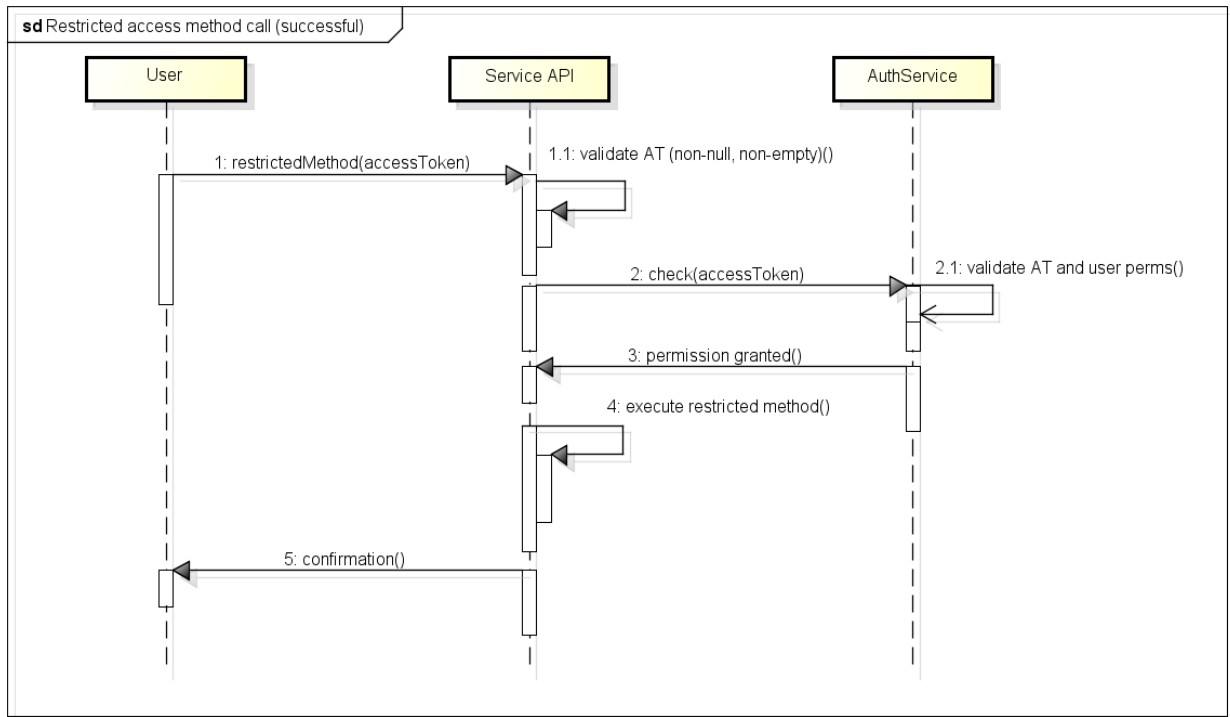 sd Restricted access method call (successful)
User
Service API
AuthService
1: restrictedMethod(accessToken)
1.1: validate AT (non-null, non-empty)()
2: check(accessToken)
2.1: validate AT and user perms()
3: permission granted()
4: execute restricted method()
5: confirmation()